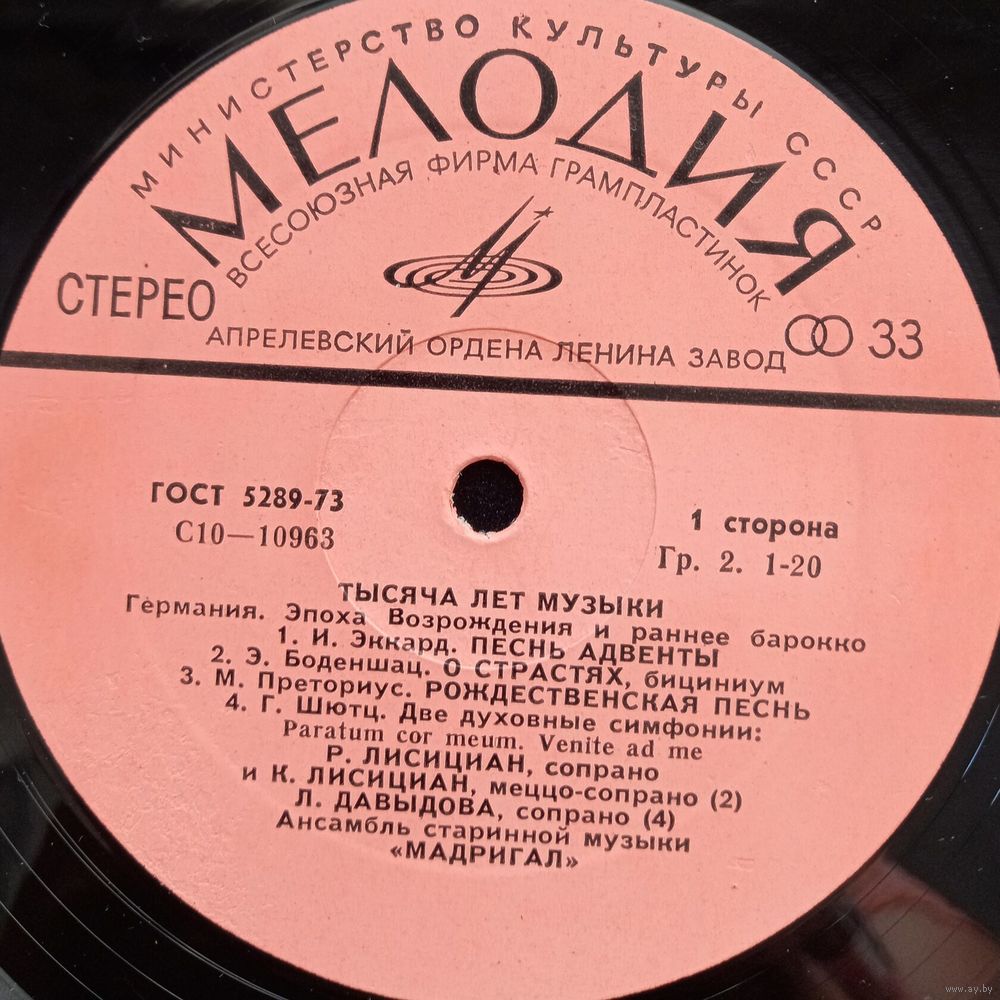 МИНИСТЕРСТВО КУЛЬТУРЫ СССР
МЕЛОДИЯ
ВСЕСОЮЗНАЯ ФИРМА ГРАМПЛАСТИНОК
СТЕРЕО
33
АПРЕЛЕВСКИЙ ОРДЕНА ЛЕНИНА ЗАВОД
ГОСТ 5289-73
С10—10963
1 сторона
Гр. 2. 1-20
ТЫСЯЧА ЛЕТ МУЗЫКИ
Германия. Эпоха Возрождения и раннее барокко
1. И. Эккард. ПЕСНЬ АДВЕНТЫ
2. Э. Боденшац. О СТРАСТЯХ, бициниум
3. М. Преториус. РОЖДЕСТВЕНСКАЯ ПЕСНЬ
4. Г. Шютц. Две духовные симфонии:
Paratum cor meum. Venite ad me
Р. ЛИСИЦИАН, сопрано
и К. ЛИСИЦИАН, меццо-сопрано (2)
Л. ДАВЫДОВА, сопрано (4)
Ансамбль старинной музыки
«МАДРИГАЛ»
www.ay.by